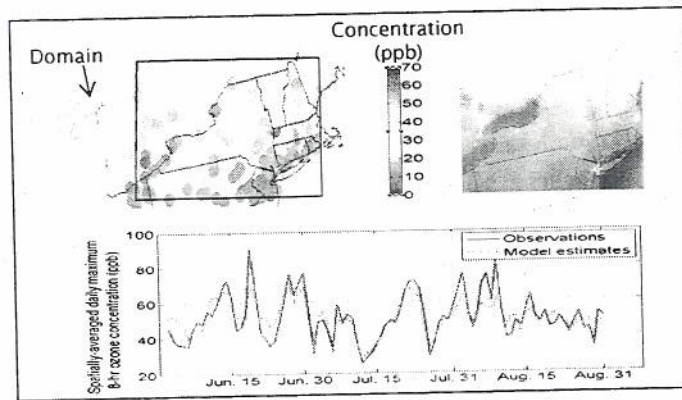 Domain
Concentration
(ppb)
70
60
50
40
30
20
10
0
Spatially-averaged daily maximum
8-hr ozone concentration (ppb)
100
80
60
40
20
Observations
Model estimates
Jun. 15
Jun. 30
Jul. 15
Jul. 31
Aug. 15
Aug. 31